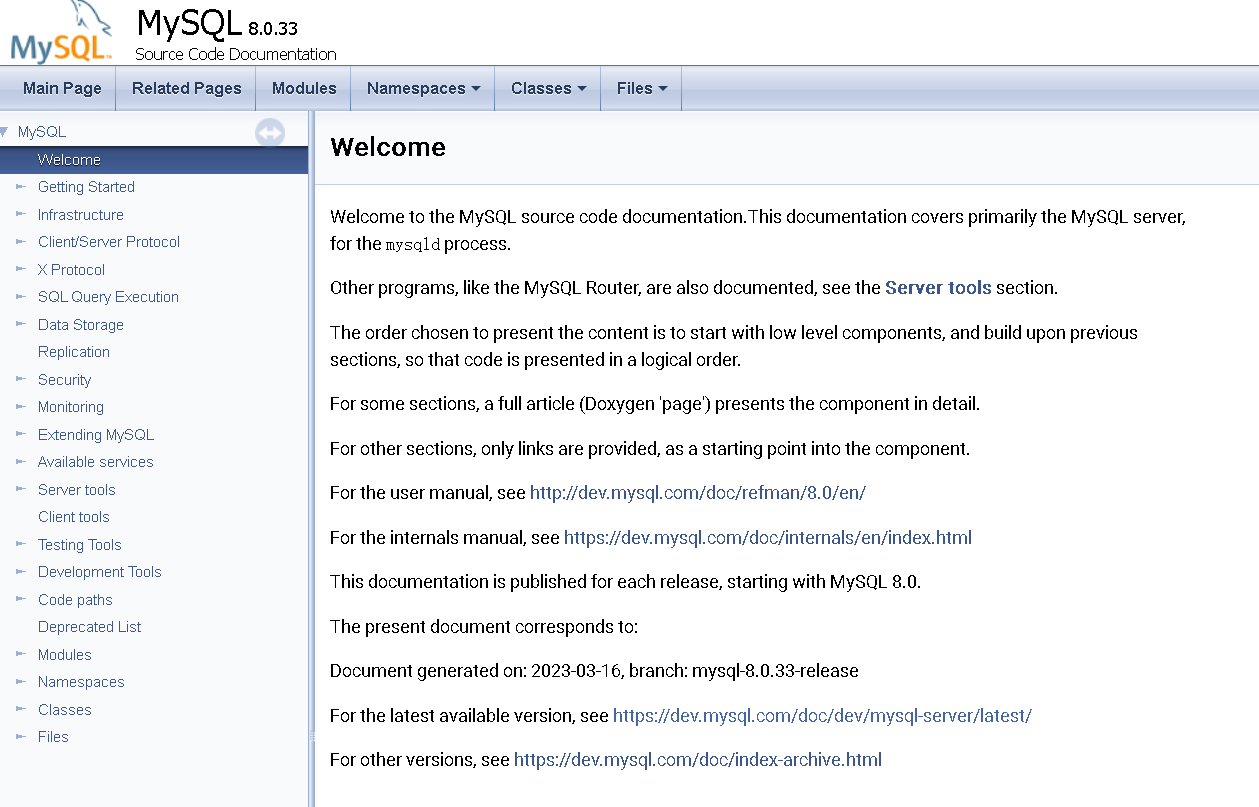 MySQL
MySQL 8.0.33
Source Code Documentation
Main Page
Related Pages
Modules
Namespaces
Classes
Files
MySQL
Welcome
Getting Started
Infrastructure
Client/Server Protocol
X Protocol
SQL Query Execution
Data Storage
Replication
Security
Monitoring
Extending MySQL
Available services
Server tools
Client tools
Testing Tools
Development Tools
Code paths
Deprecated List
Modules
Namespaces
Classes
Files
Welcome
Welcome to the MySQL source code documentation.This documentation covers primarily the MySQL server,
for the mysqld process.
Other programs, like the MySQL Router, are also documented, see the Server tools section.
The order chosen to present the content is to start with low level components, and build upon previous
sections, so that code is presented in a logical order.
For some sections, a full article (Doxygen 'page') presents the component in detail.
For other sections, only links are provided, as a starting point into the component.
For the user manual, see http://dev.mysql.com/doc/refman/8.0/en/
For the internals manual, see https://dev.mysql.com/doc/internals/en/index.html
This documentation is published for each release, starting with MySQL 8.0.
The present document corresponds to:
Document generated on: 2023-03-16, branch: mysql-8.0.33-release
For the latest available version, see https://dev.mysql.com/doc/dev/mysql-server/latest/
For other versions, see https://dev.mysql.com/doc/index-archive.html